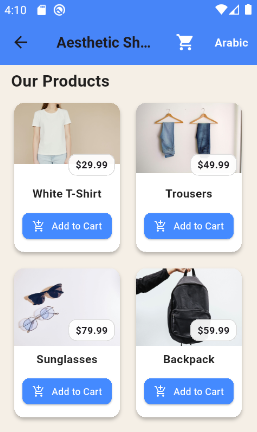 4:10
Aesthetic Sh...
Arabic
Our Products
$29.99
$49.99
White T-Shirt
Trousers
Add to Cart
Add to Cart
$79.99
$59.99
Sunglasses
Backpack
Add to Cart
Add to Cart